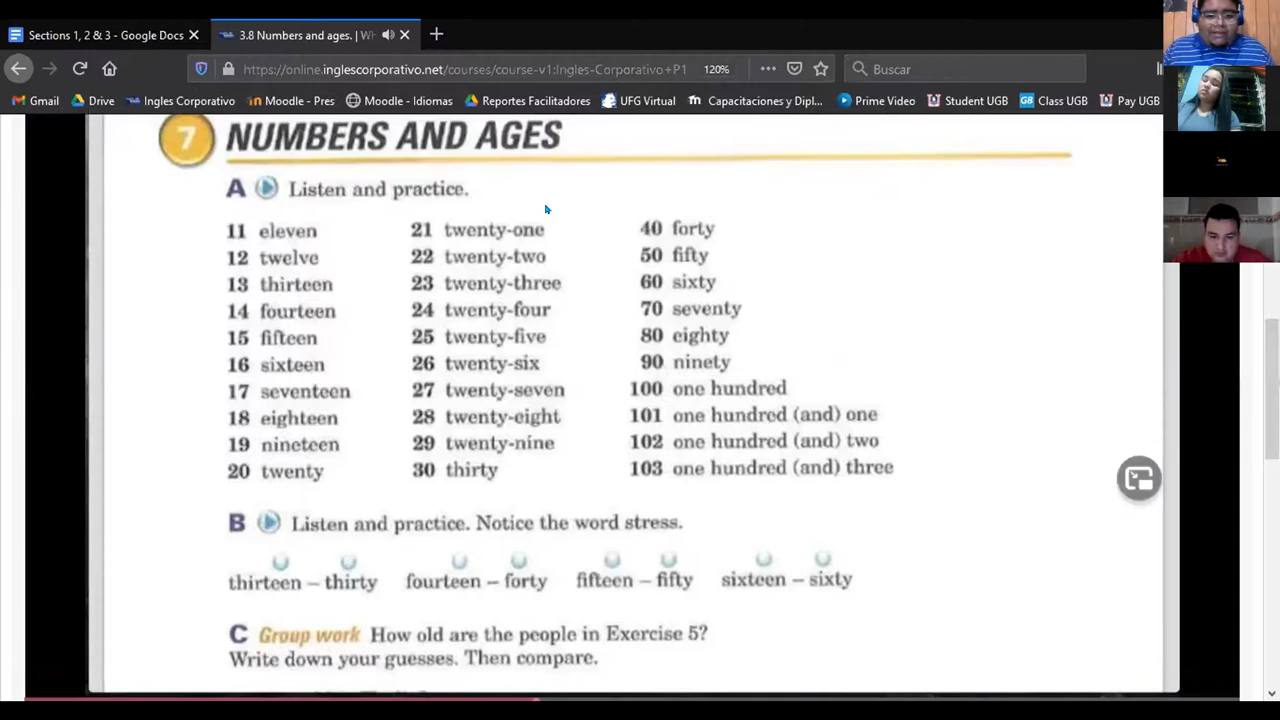 Sections 1, 2 & 3 - Google Docs
3.8 Numbers and ages. | Wh
https://online.inglescorporativo.net/courses/course-v1:Ingles-Corporativo+P1
120%
Buscar
Gmail
Drive
Ingles Corporativo
Moodle - Pres
Moodle - Idiomas
Reportes Facilitadores
UFG Virtual
Capacitaciones y Dipl...
Prime Video
Student UGB
Class UGB
Pay UGB
7 NUMBERS AND AGES
A Listen and practice.
11 eleven 21 twenty-one 40 forty
12 twelve 22 twenty-two 50 fifty
13 thirteen 23 twenty-three 60 sixty
14 fourteen 24 twenty-four 70 seventy
15 fifteen 25 twenty-five 80 eighty
16 sixteen 26 twenty-six 90 ninety
17 seventeen 27 twenty-seven 100 one hundred
18 eighteen 28 twenty-eight 101 one hundred (and) one
19 nineteen 29 twenty-nine 102 one hundred (and) two
20 twenty 30 thirty 103 one hundred (and) three
B Listen and practice. Notice the word stress.
thirteen – thirty fourteen – forty fifteen – fifty sixteen – sixty
C Group work How old are the people in Exercise 5?
Write down your guesses. Then compare.